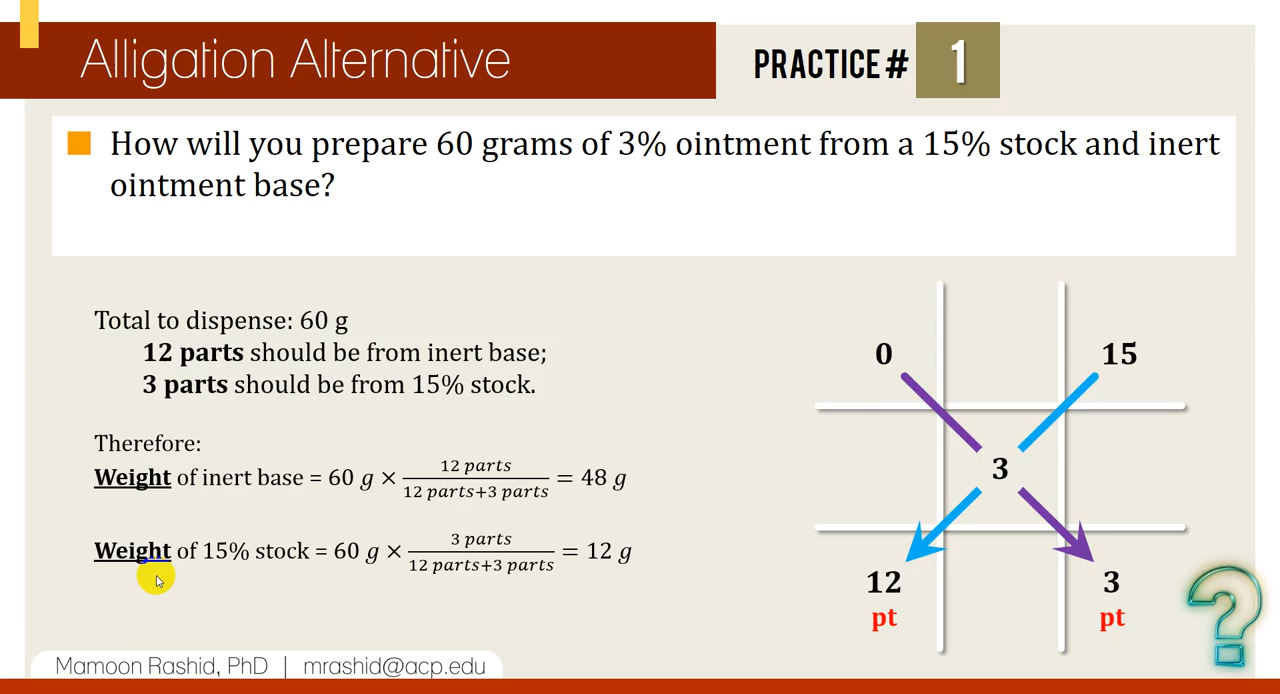 Alligation Alternative
PRACTICE # 1
How will you prepare 60 grams of 3% ointment from a 15% stock and inert
ointment base?
Total to dispense: 60 g
12 parts should be from inert base;
3 parts should be from 15% stock.
Therefore:
Weight of inert base = 60 g × 12 parts / 12 parts+3 parts = 48 g
Weight of 15% stock = 60 g × 3 parts / 12 parts+3 parts = 12 g
0 15
3
12 3
pt pt
?
Mamoon Rashid, PhD | mrashid@acp.edu